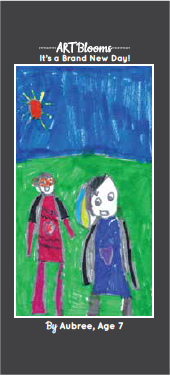 ART Blooms
It's a Brand New Day!
By Aubree, Age 7